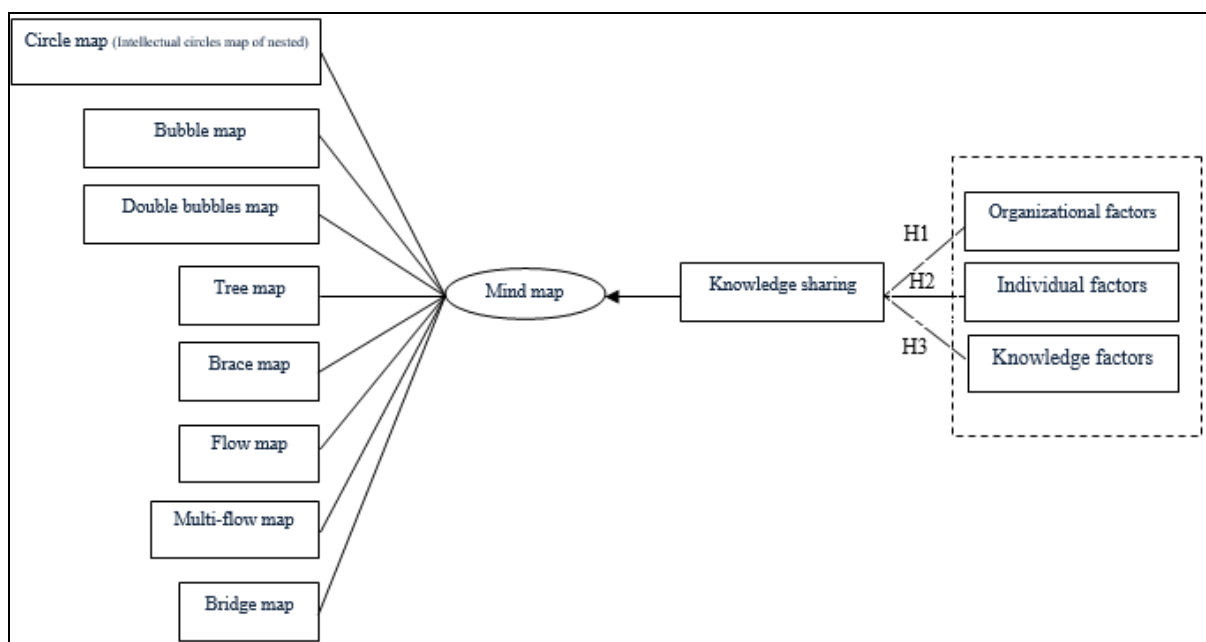 Circle map (Intellectual circles map of nested)
Bubble map
Double bubbles map
Tree map
Brace map
Flow map
Multi-flow map
Bridge map
Mind map
Knowledge sharing
H1
H2
H3
Organizational factors
Individual factors
Knowledge factors